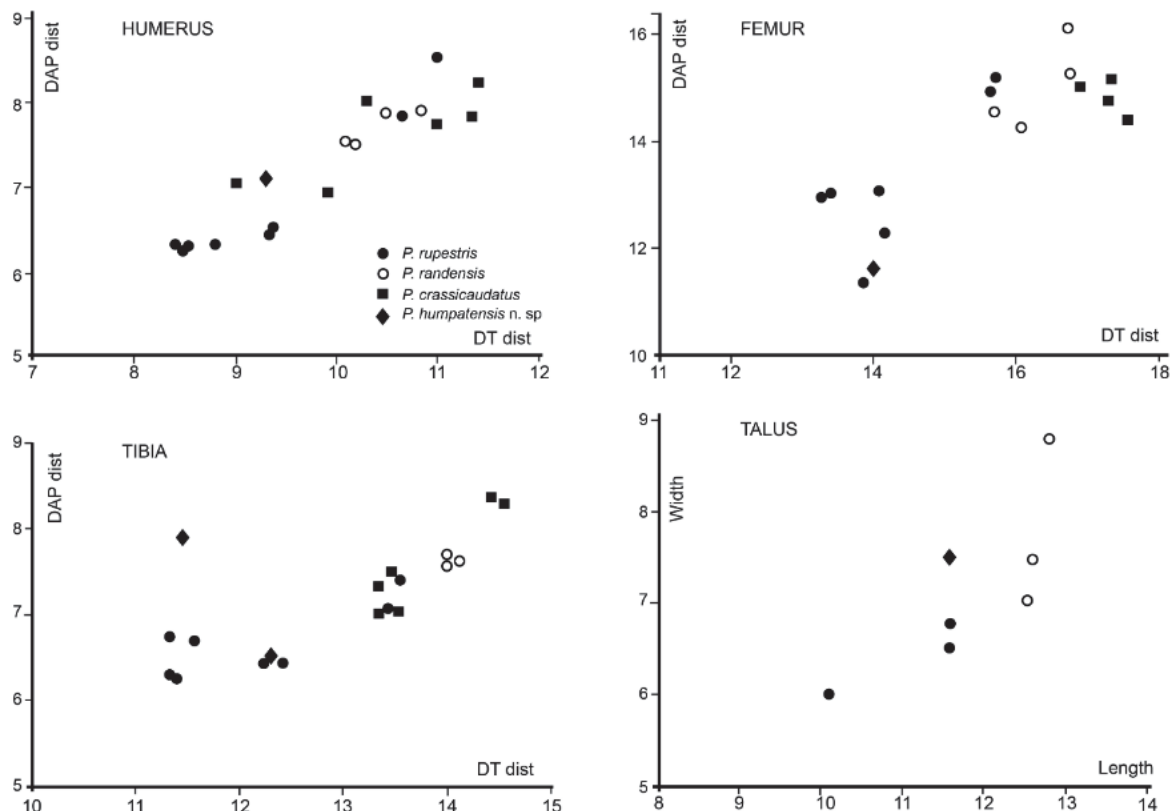 HUMERUS
DAP dist
9
8
7
6
5
P. rupestris
P. randensis
P. crassicaudatus
P. humpatensis n. sp
DT dist
7 8 9 10 11 12
FEMUR
DAP dist
16
14
12
10
DT dist
11 12 14 16 18
TIBIA
DAP dist
9
8
7
6
5
DT dist
10 11 12 13 14 15
TALUS
Width
9
8
7
6
5
Length
8 9 10 11 12 13 14